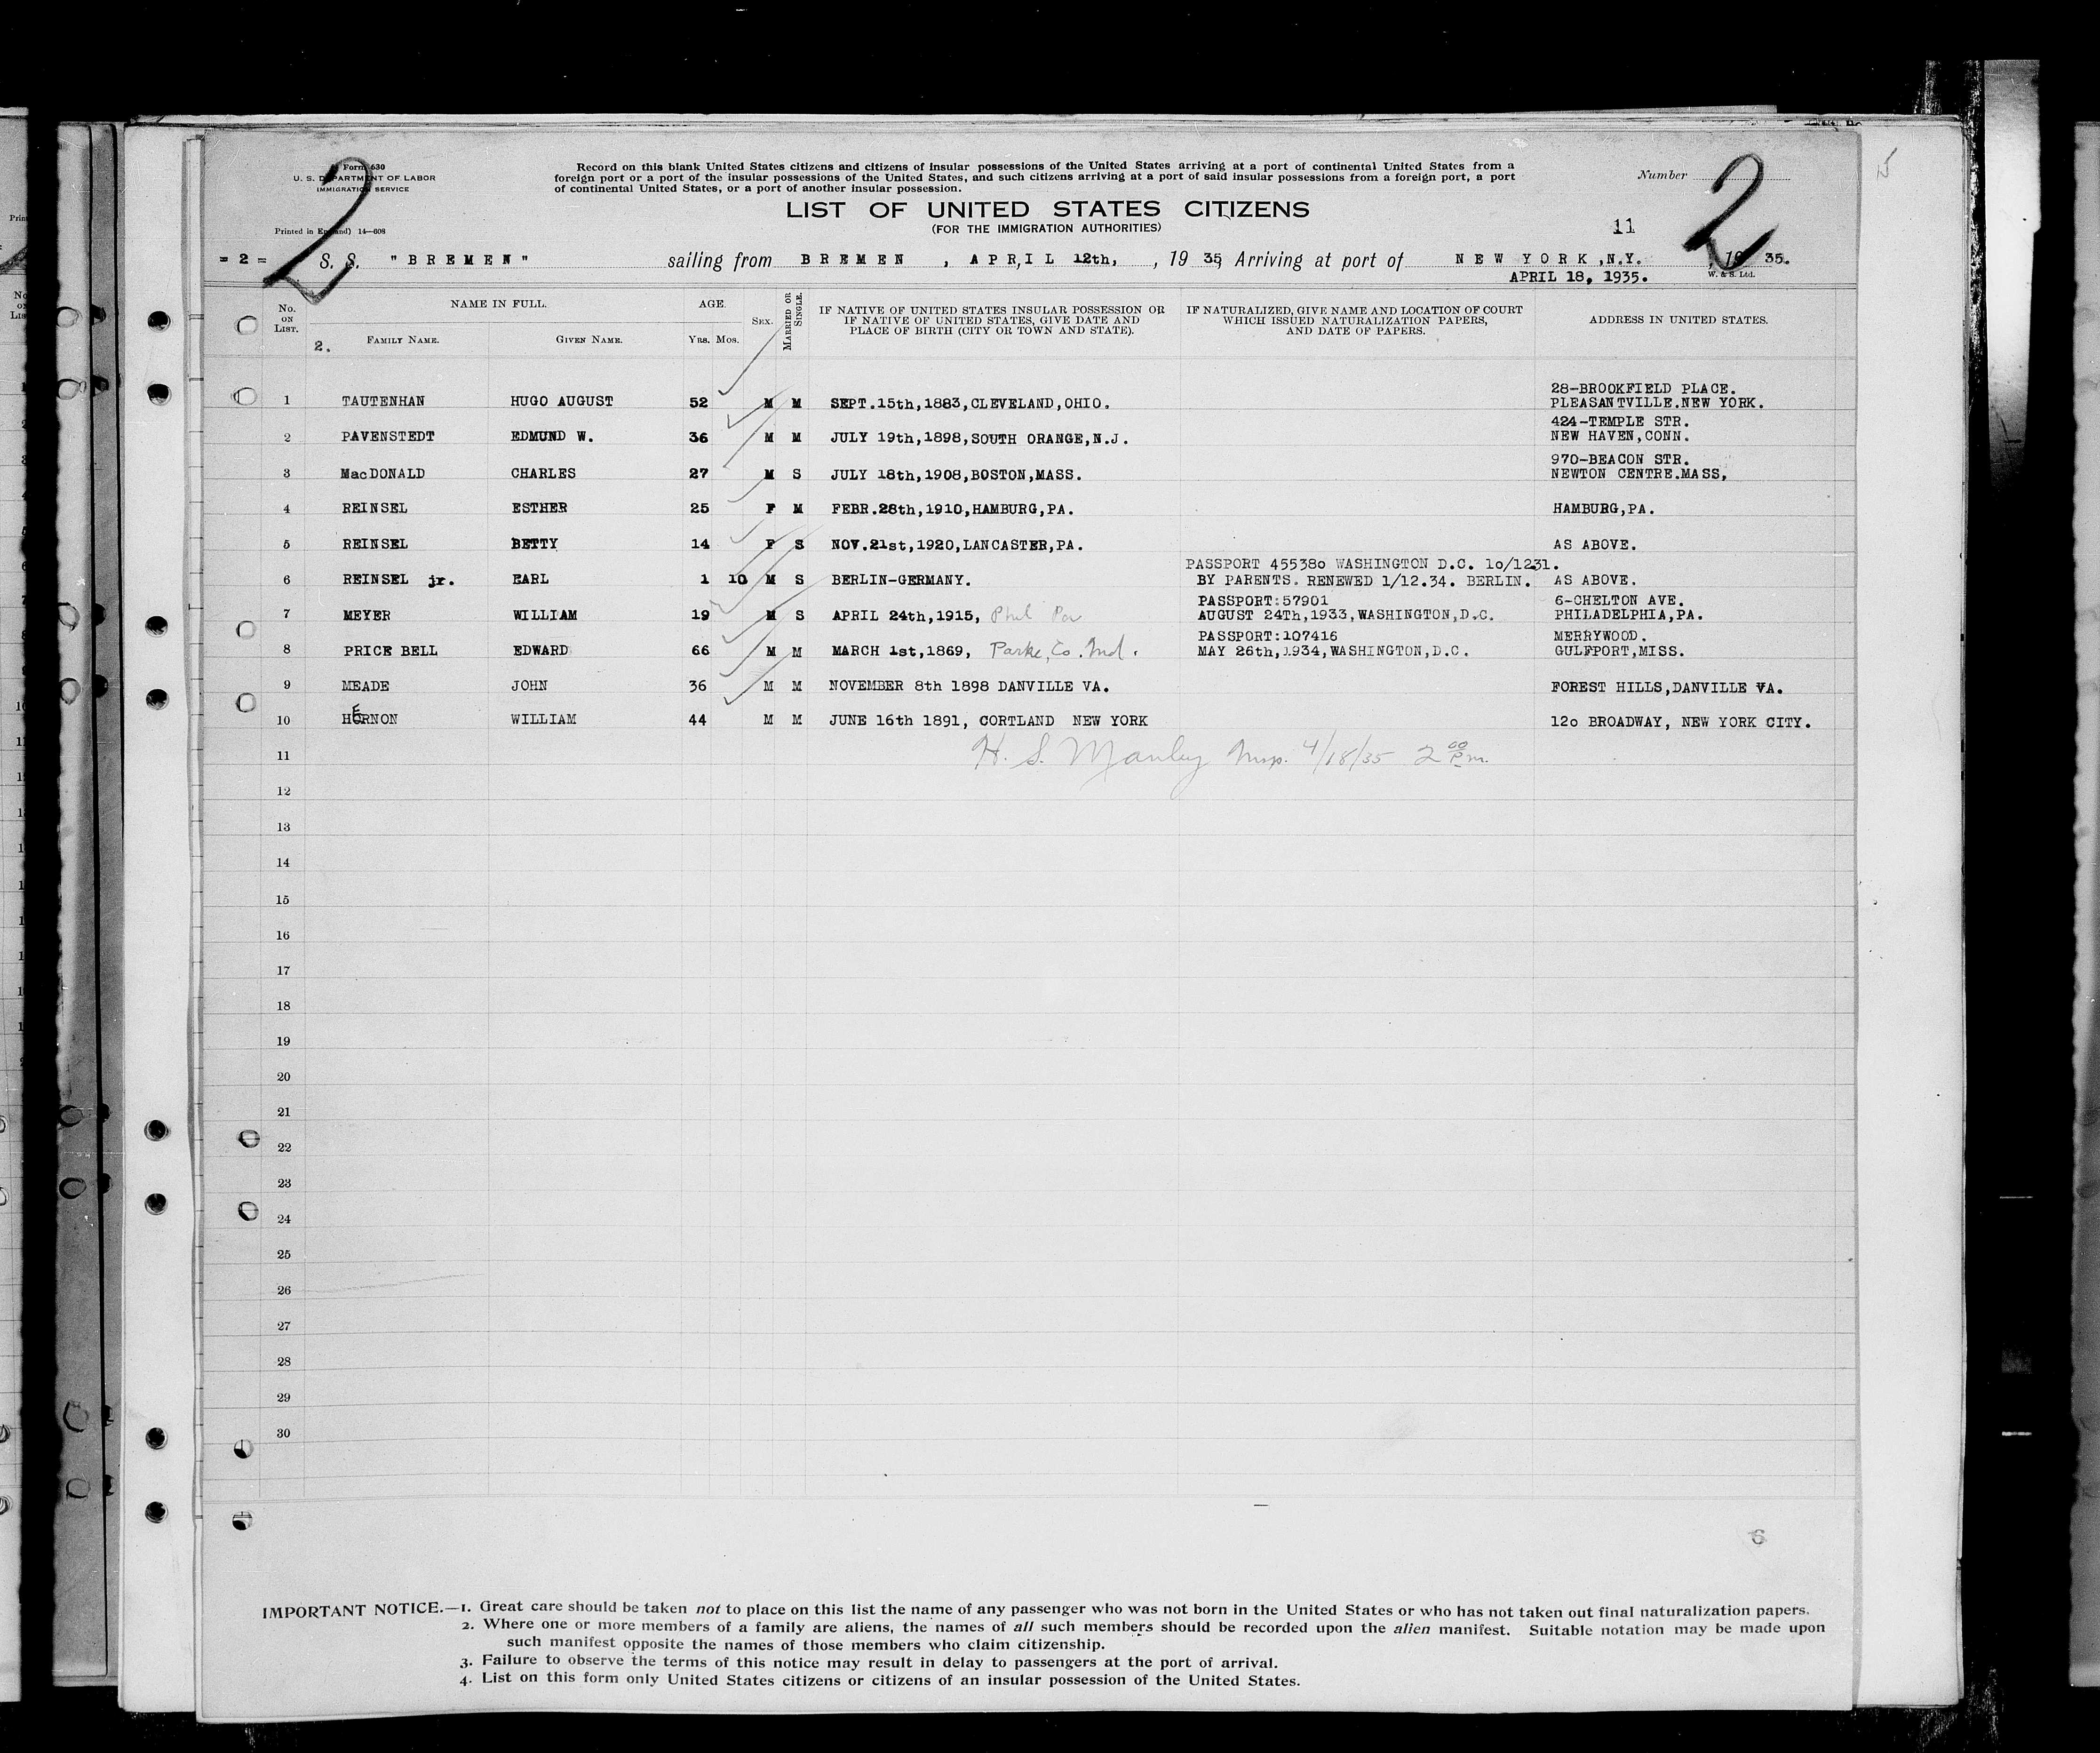 Form 630
U. S. DEPARTMENT OF LABOR
IMMIGRATION SERVICE
Printed in England) 14—608
Record on this blank United States citizens and citizens of insular possessions of the United States arriving at a port of continental United States from a
foreign port or a port of the insular possessions of the United States, and such citizens arriving at a port of said insular possessions from a foreign port, a port
of continental United States, or a port of another insular possession.
Number
2 2
LIST OF UNITED STATES CITIZENS
(FOR THE IMMIGRATION AUTHORITIES)
11
= 2 = S. S. "BREMEN" sailing from BREMEN, APRIL 12th, , 19 35, Arriving at port of NEW YORK, N.Y. , 19 35.
APRIL 18, 1935.
W. & S. Ltd.
No. ON LIST. NAME IN FULL. AGE. SEX. MARRIED OR SINGLE. IF NATIVE OF UNITED STATES INSULAR POSSESSION OR IF NATIVE OF UNITED STATES, GIVE DATE AND PLACE OF BIRTH (CITY OR TOWN AND STATE). IF NATURALIZED, GIVE NAME AND LOCATION OF COURT WHICH ISSUED NATURALIZATION PAPERS, AND DATE OF PAPERS. ADDRESS IN UNITED STATES.
2. FAMILY NAME. GIVEN NAME. YRS. MOS.
28-BROOKFIELD PLACE.
1 TAUTENHAN HUGO AUGUST 52 M M SEPT.15th,1883,CLEVELAND,OHIO. PLEASANTVILLE.NEW YORK.
424-TEMPLE STR.
2 PAVENSTEDT EDMUND W. 36 M M JULY 19th,1898,SOUTH ORANGE,N.J. NEW HAVEN,CONN.
970-BEACON STR.
3 MacDONALD CHARLES 27 M S JULY 18th,1908,BOSTON,MASS. NEWTON CENTRE.MASS,
4 REINSEL ESTHER 25 F M FEBR.28th,1910,HAMBURG,PA. HAMBURG,PA.
5 REINSEL BETTY 14 F S NOV.21st,1920,LANCASTER,PA. AS ABOVE.
PASSPORT 455380 WASHINGTON D.C. 10/1231.
6 REINSEL jr. EARL 1 10 M S BERLIN-GERMANY. BY PARENTS. RENEWED 1/12.34. BERLIN. AS ABOVE.
PASSPORT:57901 6-CHELTON AVE.
7 MEYER WILLIAM 19 M S APRIL 24th,1915, Phil Pa AUGUST 24Th,1933,WASHINGTON,D.C. PHILADELPHIA,PA.
PASSPORT:107416 MERRYWOOD.
8 PRICE BELL EDWARD 66 M M MARCH 1st,1869, Parke, Co. Ind. MAY 26th,1934,WASHINGTON,D.C. GULFPORT,MISS.
9 MEADE JOHN 36 M M NOVEMBER 8th 1898 DANVILLE VA. FOREST HILLS,DANVILLE VA.
10 HERNON WILLIAM 44 M M JUNE 16th 1891, CORTLAND NEW YORK 120 BROADWAY, NEW YORK CITY.
11 H. S. Manley Insp. 4/18/35 2 00 P.m.
12
13
14
15
16
17
18
19
20
21
22
23
24
25
26
27
28
29
30
6
IMPORTANT NOTICE.—1. Great care should be taken not to place on this list the name of any passenger who was not born in the United States or who has not taken out final naturalization papers.
2. Where one or more members of a family are aliens, the names of all such members should be recorded upon the alien manifest. Suitable notation may be made upon
such manifest opposite the names of those members who claim citizenship.
3. Failure to observe the terms of this notice may result in delay to passengers at the port of arrival.
4. List on this form only United States citizens or citizens of an insular possession of the United States.